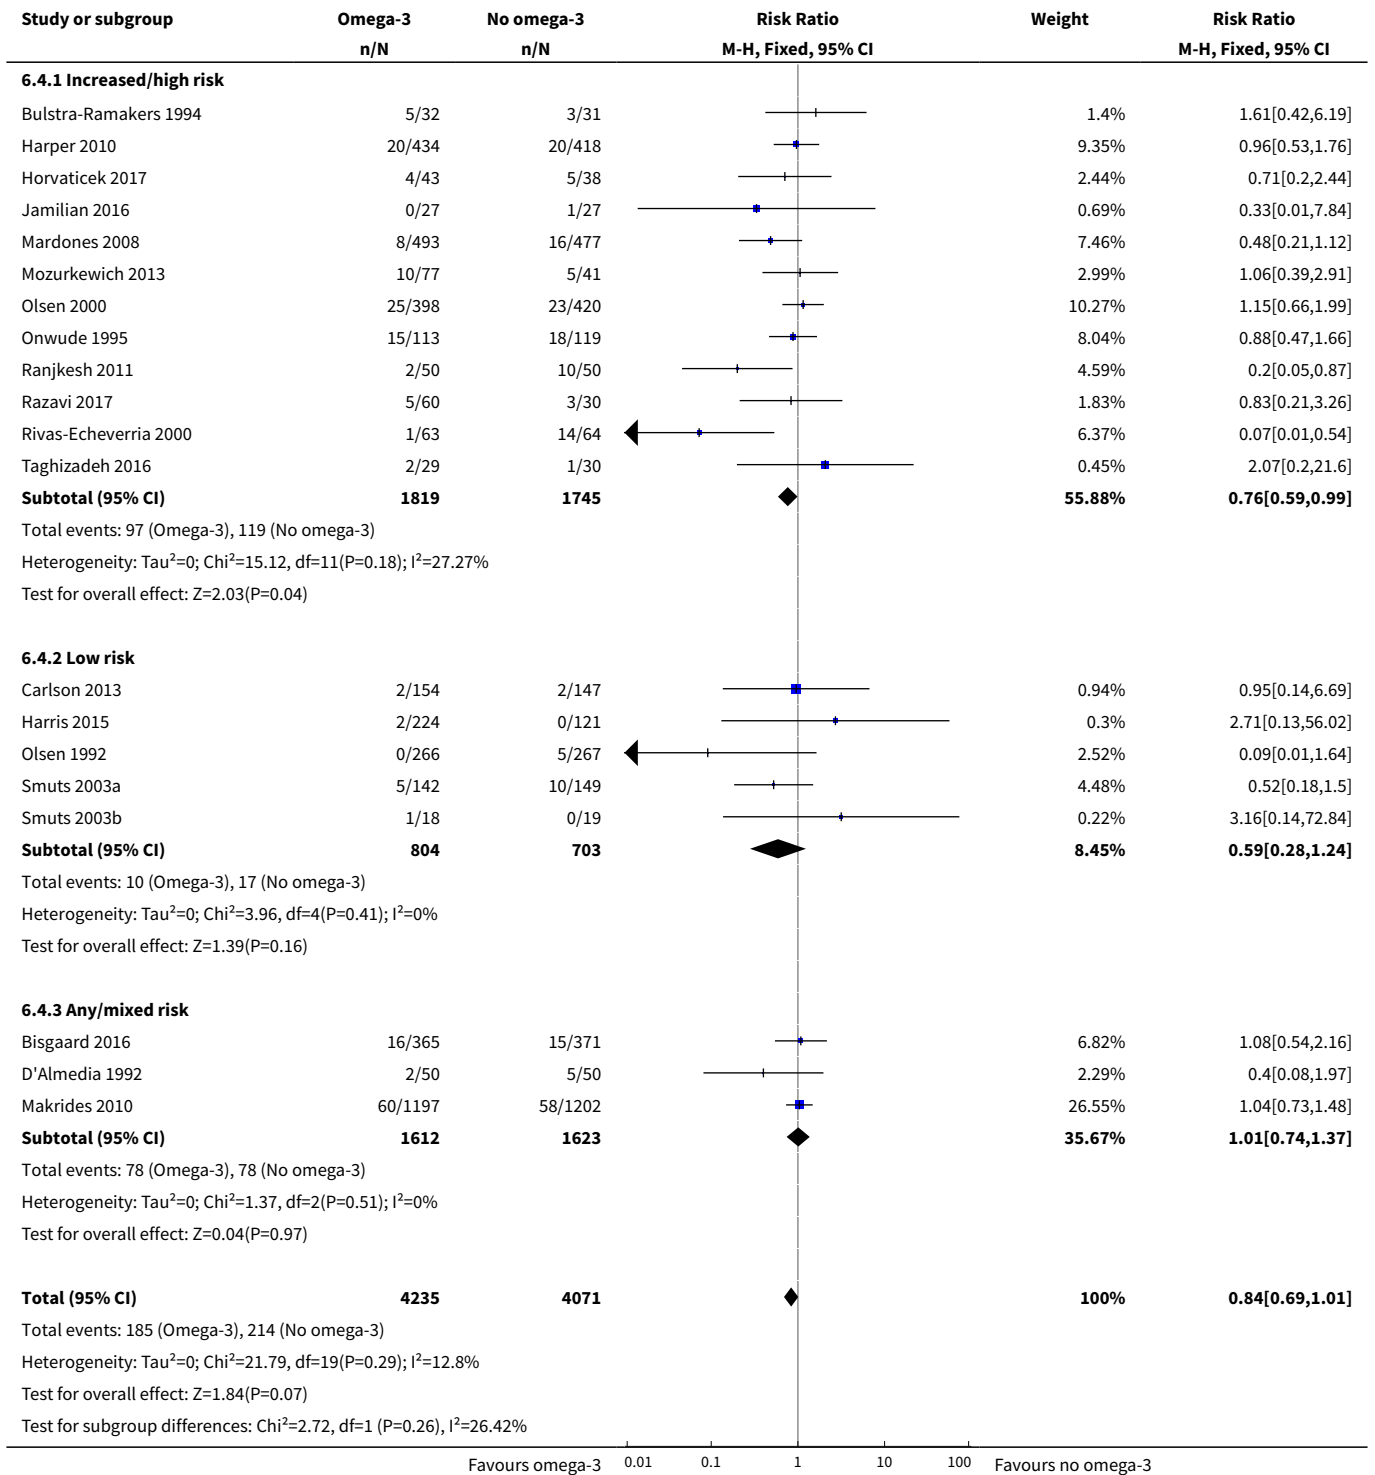 Study or subgroup Omega-3 No omega-3 Risk Ratio Weight Risk Ratio
n/N n/N M-H, Fixed, 95% CI M-H, Fixed, 95% CI
6.4.1 Increased/high risk
Bulstra-Ramakers 1994 5/32 3/31 1.4% 1.61[0.42,6.19]
Harper 2010 20/434 20/418 9.35% 0.96[0.53,1.76]
Horvaticek 2017 4/43 5/38 2.44% 0.71[0.2,2.44]
Jamilian 2016 0/27 1/27 0.69% 0.33[0.01,7.84]
Mardones 2008 8/493 16/477 7.46% 0.48[0.21,1.12]
Mozurkewich 2013 10/77 5/41 2.99% 1.06[0.39,2.91]
Olsen 2000 25/398 23/420 10.27% 1.15[0.66,1.99]
Onwude 1995 15/113 18/119 8.04% 0.88[0.47,1.66]
Ranjkesh 2011 2/50 10/50 4.59% 0.2[0.05,0.87]
Razavi 2017 5/60 3/30 1.83% 0.83[0.21,3.26]
Rivas-Echeverria 2000 1/63 14/64 6.37% 0.07[0.01,0.54]
Taghizadeh 2016 2/29 1/30 0.45% 2.07[0.2,21.6]
Subtotal (95% CI) 1819 1745 55.88% 0.76[0.59,0.99]
Total events: 97 (Omega-3), 119 (No omega-3)
Heterogeneity: Tau²=0; Chi²=15.12, df=11(P=0.18); I²=27.27%
Test for overall effect: Z=2.03(P=0.04)
6.4.2 Low risk
Carlson 2013 2/154 2/147 0.94% 0.95[0.14,6.69]
Harris 2015 2/224 0/121 0.3% 2.71[0.13,56.02]
Olsen 1992 0/266 5/267 2.52% 0.09[0.01,1.64]
Smuts 2003a 5/142 10/149 4.48% 0.52[0.18,1.5]
Smuts 2003b 1/18 0/19 0.22% 3.16[0.14,72.84]
Subtotal (95% CI) 804 703 8.45% 0.59[0.28,1.24]
Total events: 10 (Omega-3), 17 (No omega-3)
Heterogeneity: Tau²=0; Chi²=3.96, df=4(P=0.41); I²=0%
Test for overall effect: Z=1.39(P=0.16)
6.4.3 Any/mixed risk
Bisgaard 2016 16/365 15/371 6.82% 1.08[0.54,2.16]
D'Almedia 1992 2/50 5/50 2.29% 0.4[0.08,1.97]
Makrides 2010 60/1197 58/1202 26.55% 1.04[0.73,1.48]
Subtotal (95% CI) 1612 1623 35.67% 1.01[0.74,1.37]
Total events: 78 (Omega-3), 78 (No omega-3)
Heterogeneity: Tau²=0; Chi²=1.37, df=2(P=0.51); I²=0%
Test for overall effect: Z=0.04(P=0.97)
Total (95% CI) 4235 4071 100% 0.84[0.69,1.01]
Total events: 185 (Omega-3), 214 (No omega-3)
Heterogeneity: Tau²=0; Chi²=21.79, df=19(P=0.29); I²=12.8%
Test for overall effect: Z=1.84(P=0.07)
Test for subgroup differences: Chi²=2.72, df=1 (P=0.26), I²=26.42%
Favours omega-3 0.01 0.1 1 10 100 Favours no omega-3